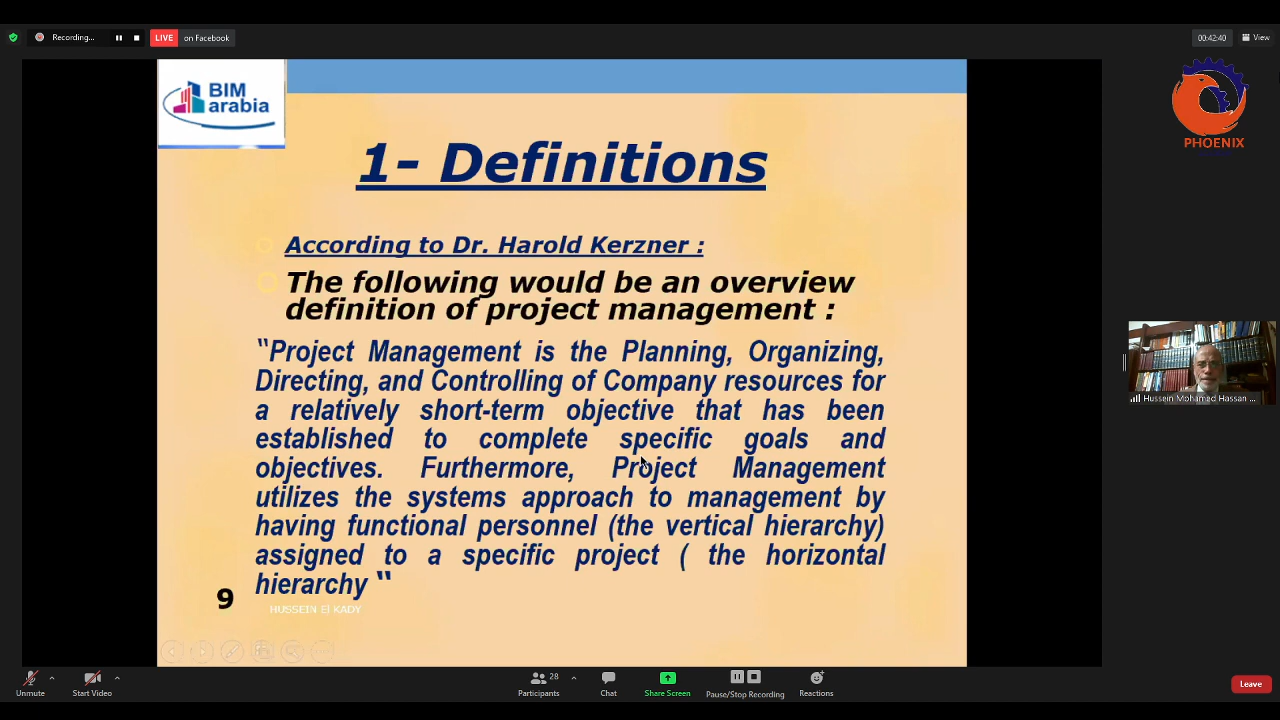 Recording...
LIVE
on Facebook
00:42:40
View
BIM
arabia
PHOENIX
1- Definitions
According to Dr. Harold Kerzner :
The following would be an overview
definition of project management :
“Project Management is the Planning, Organizing,
Directing, and Controlling of Company resources for
a relatively short-term objective that has been
established to complete specific goals and
objectives. Furthermore, Project Management
utilizes the systems approach to management by
having functional personnel (the vertical hierarchy)
assigned to a specific project ( the horizontal
hierarchy “
9
HUSSEIN El KADY
Hussein Mohamed Hassan ...
Unmute
Start Video
28
Participants
Chat
Share Screen
Pause/Stop Recording
Reactions
Leave